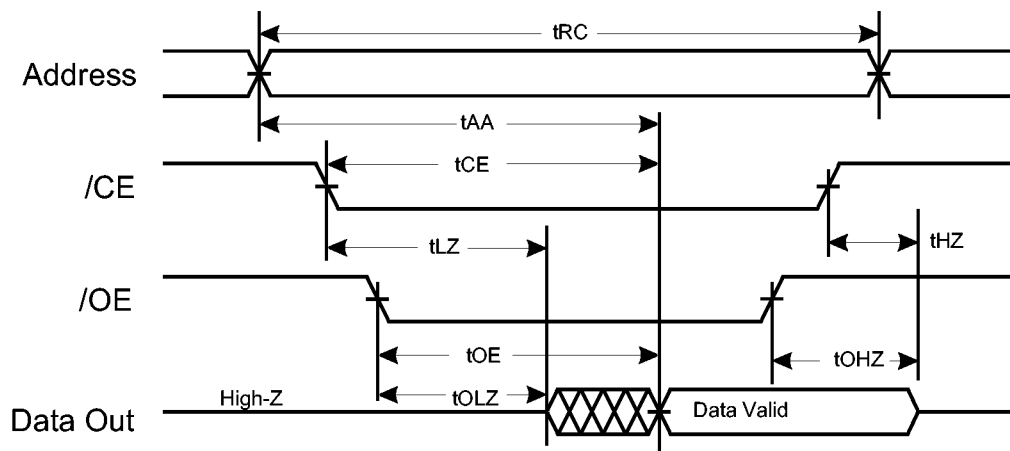 tRC
Address
tAA
tCE
/CE
tLZ
tHZ
/OE
tOE
tOHZ
High-Z
tOLZ
Data Valid
Data Out